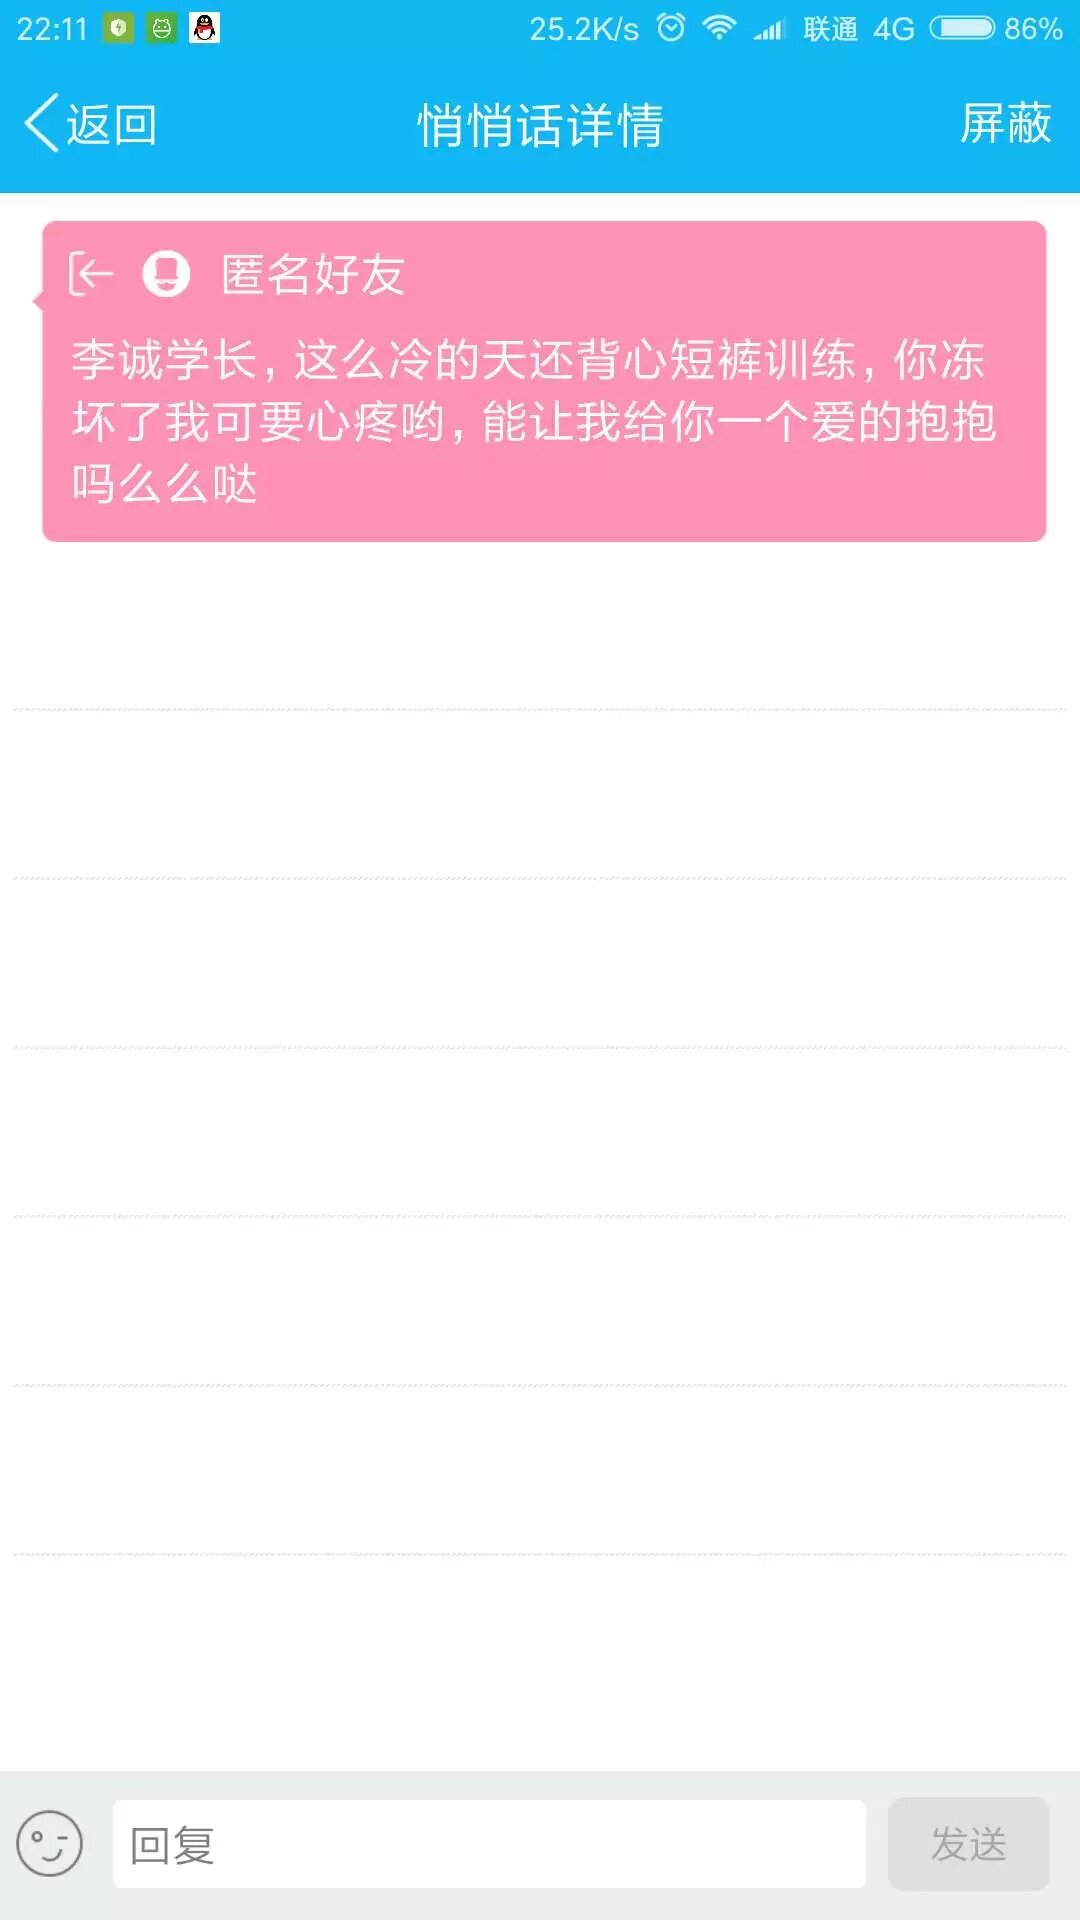 22:11 25.2K/s 联通 4G 86%
返回 悄悄话详情 屏蔽
匿名好友
李诚学长,这么冷的天还背心短裤训练,你冻
坏了我可要心疼哟,能让我给你一个爱的抱抱
吗么么哒
回复 发送